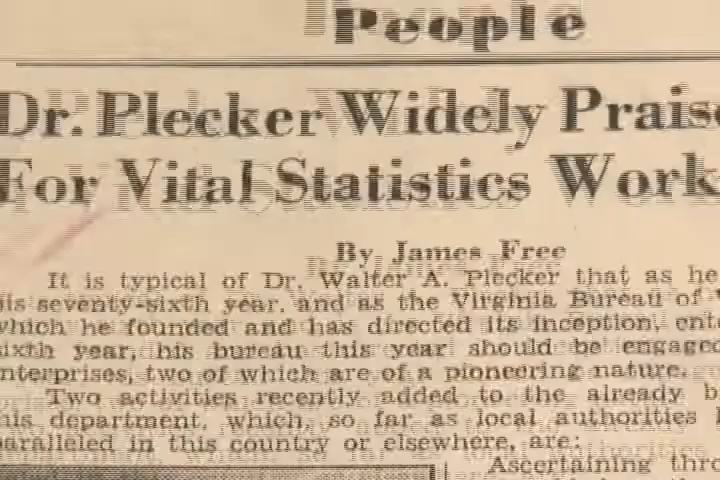 People
Dr. Plecker Widely Prais
For Vital Statistics Work
By James Free
It is typical of Dr. Walter A. Plecker that as he
his seventy-sixth year, and as the Virginia Bureau of V
which he founded and has directed its inception, ente
sixth year, his bureau this year should be engaged
nterprises, two of which are of a pioneering nature.
Two activities recently added to the already b
his department, which, so far as local authorities
paralleled in this country or elsewhere, are:
Ascertaining thro